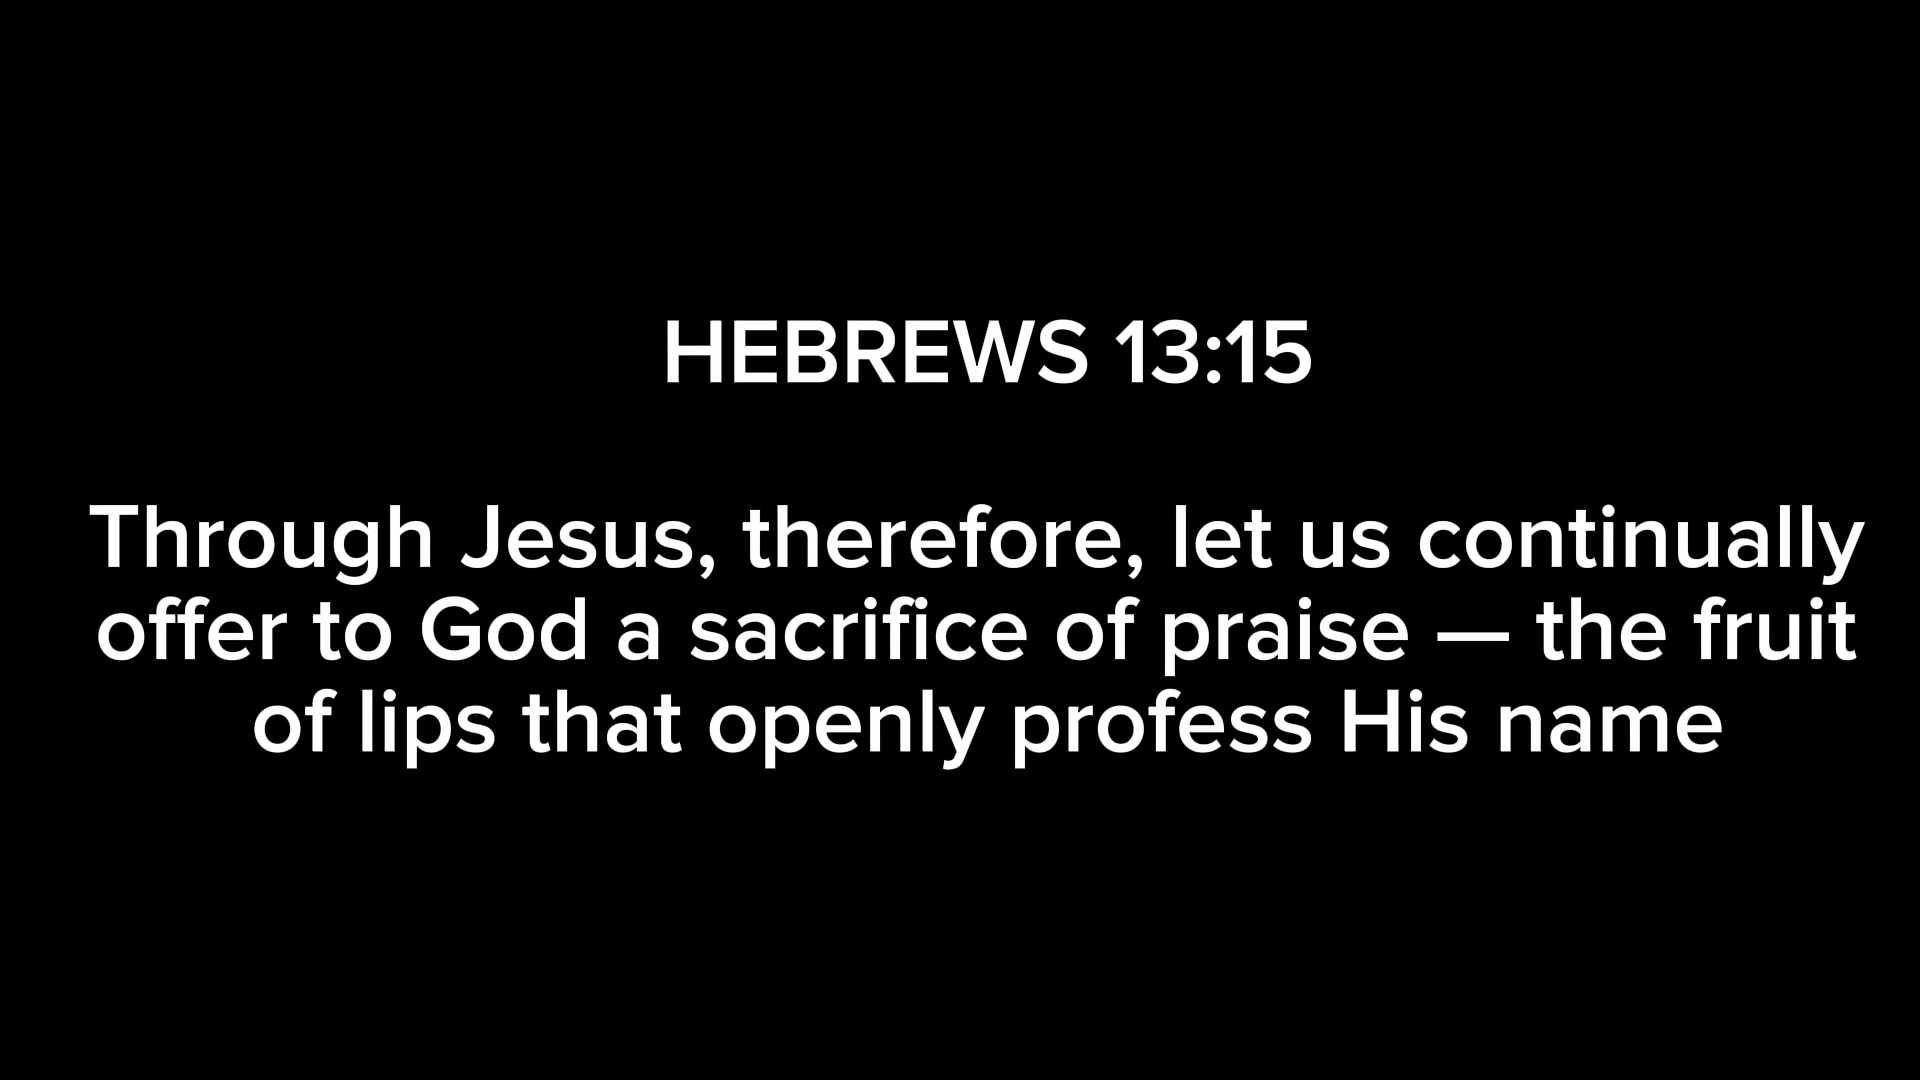 HEBREWS 13:15
Through Jesus, therefore, let us continually
offer to God a sacrifice of praise — the fruit
of lips that openly profess His name